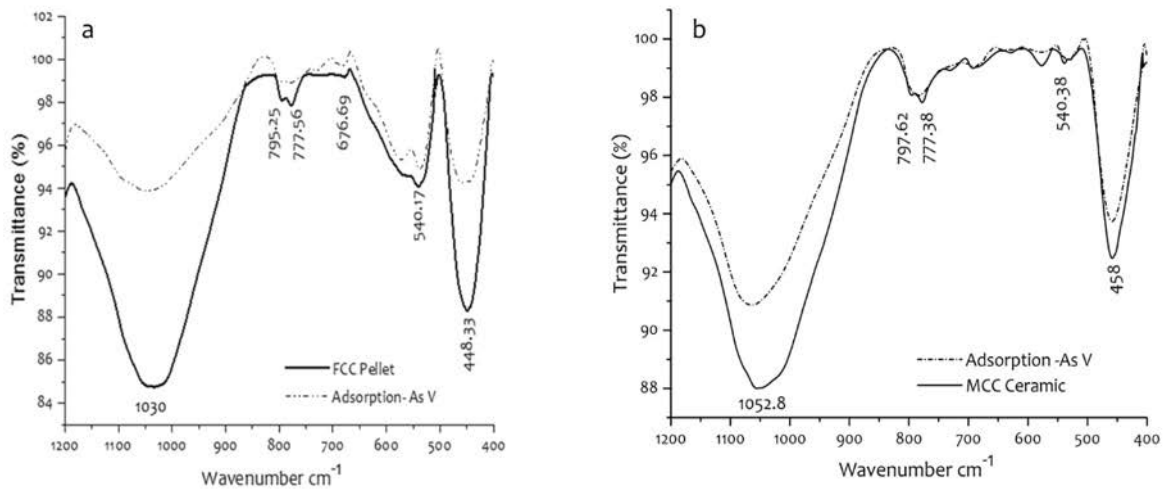 a
102
100
98
96
94
92
90
88
86
84
Transmittance (%)
795.25
777.56
676.69
540.17
448.33
1030
FCC Pellet
Adsorption- As V
1200 1100 1000 900 800 700 600 500 400
Wavenumber cm⁻¹
b
100
98
96
94
92
90
88
Transmittance (%)
797.62
777.38
540.38
458
1052.8
Adsorption -As V
MCC Ceramic
1200 1100 1000 900 800 700 600 500 400
Wavenumber cm⁻¹